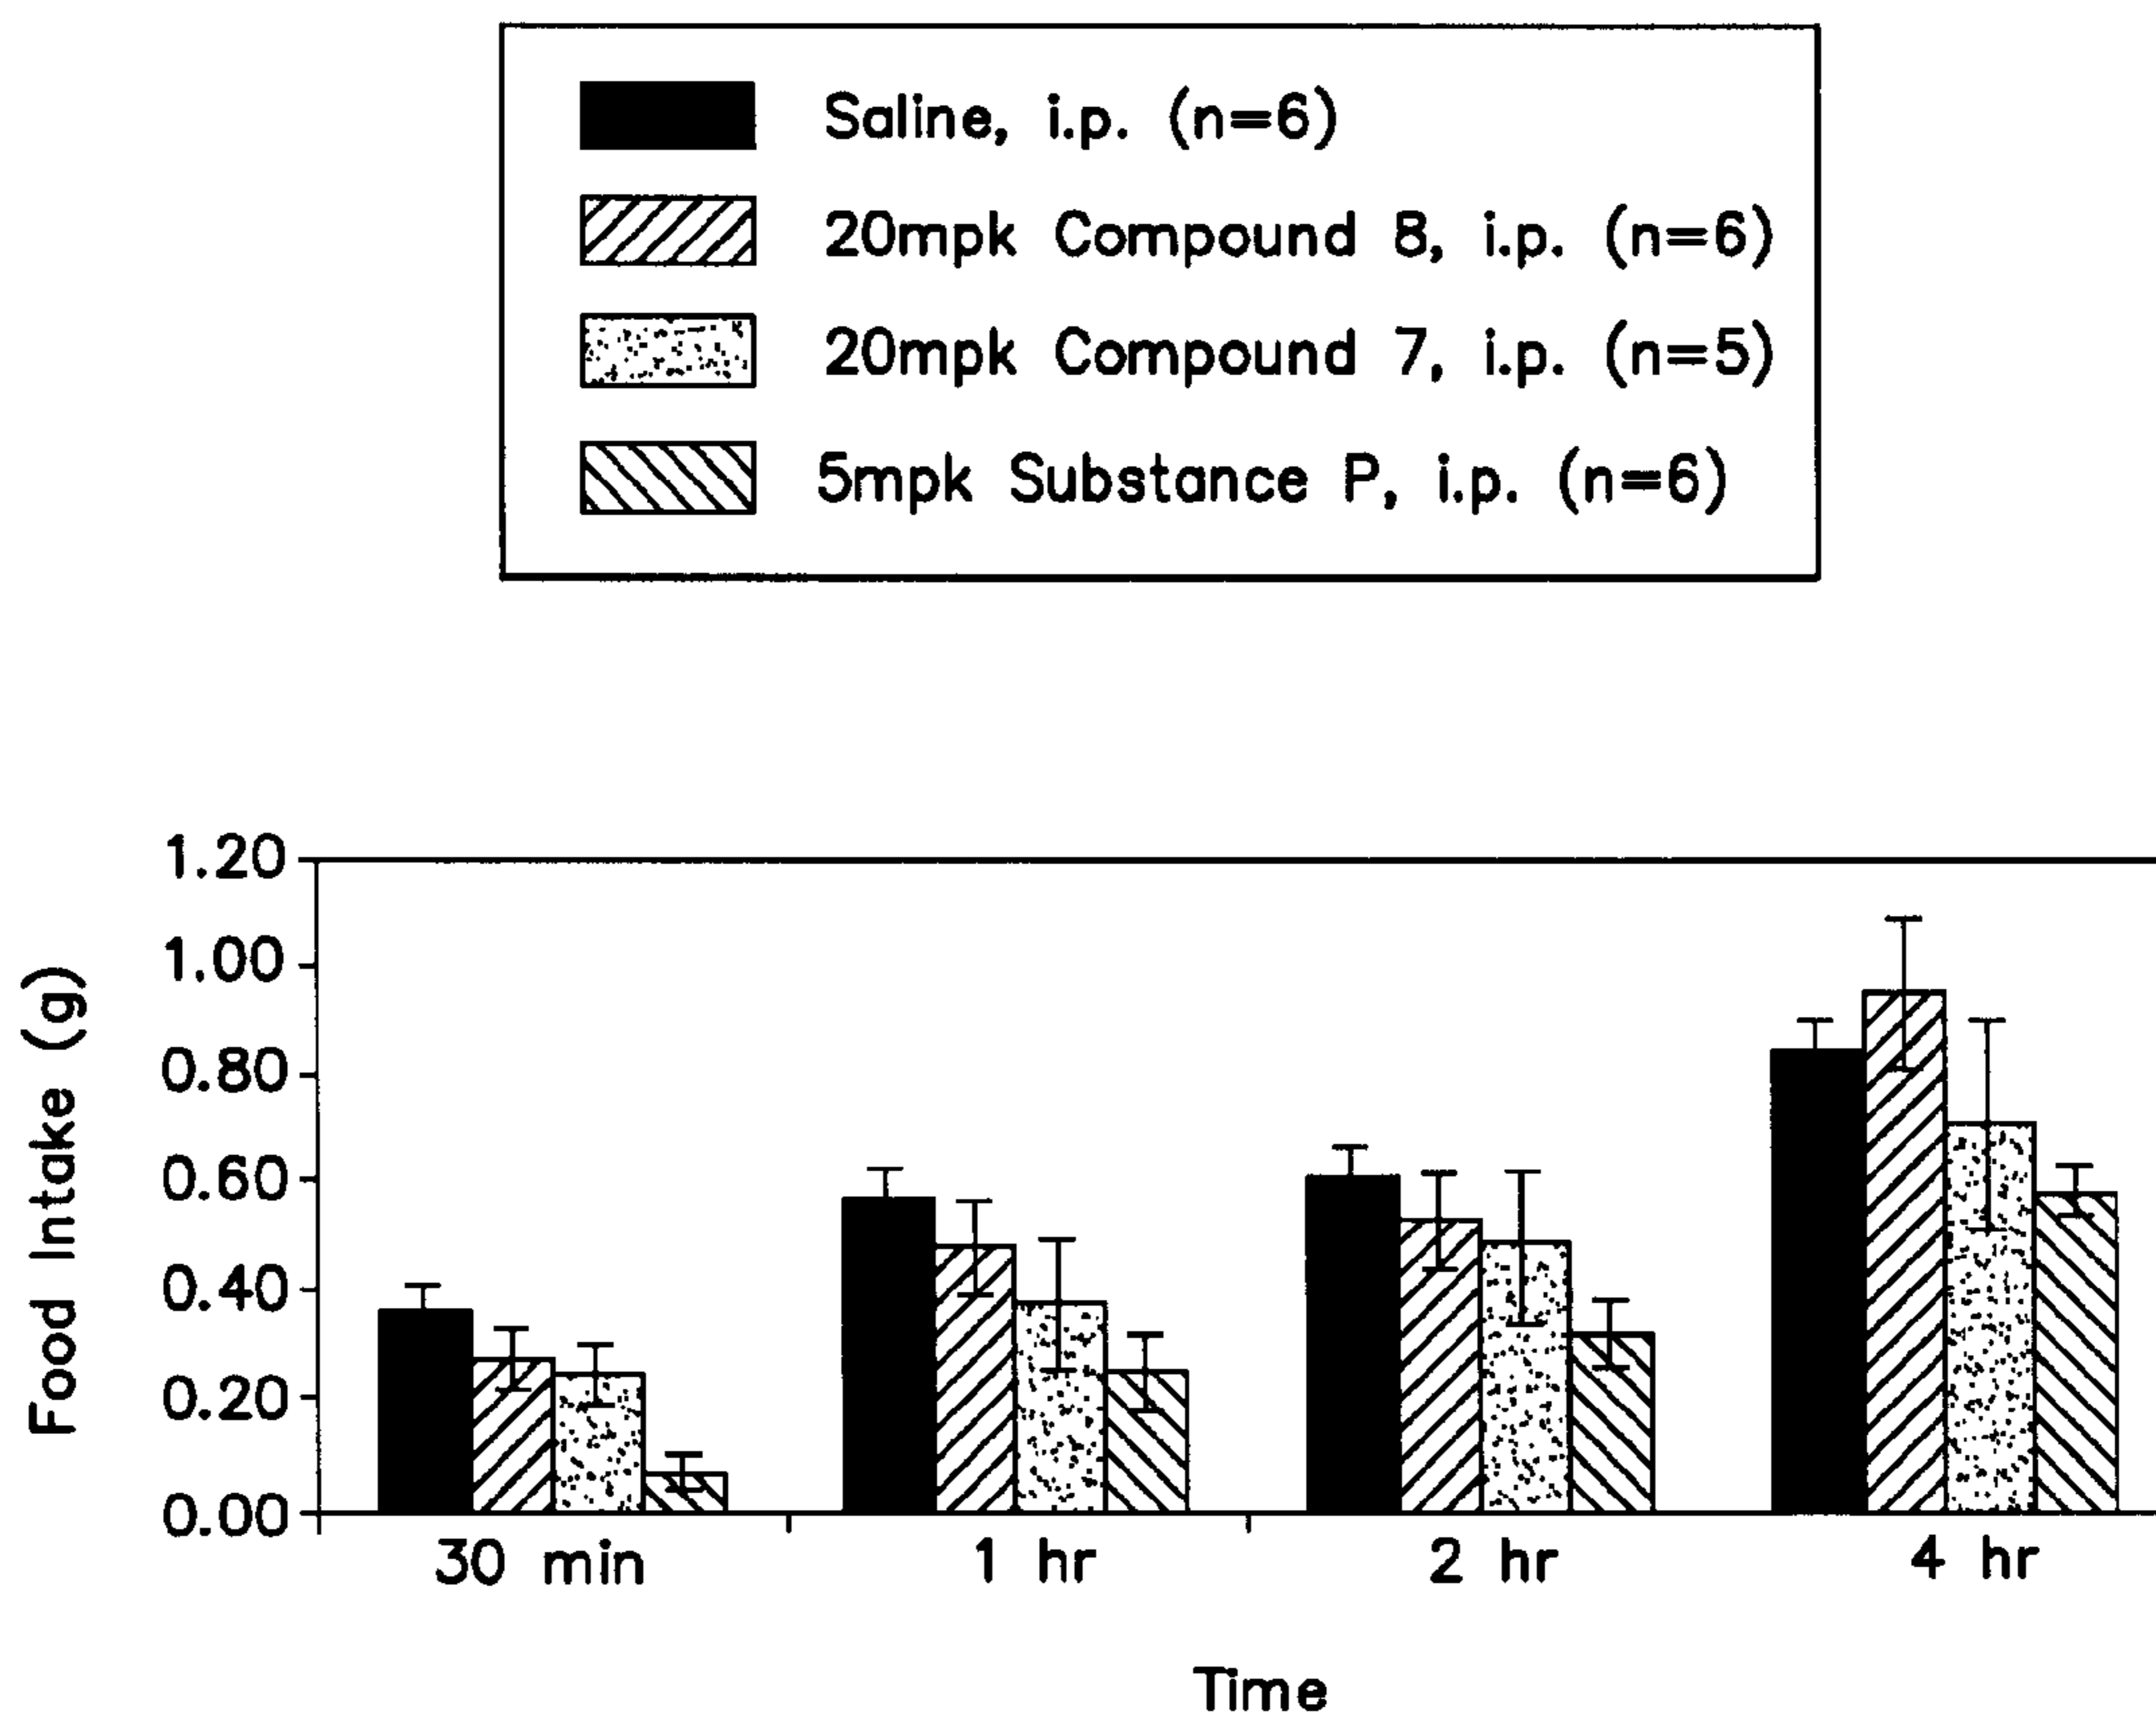 Saline, i.p. (n=6)
20mpk Compound 8, i.p. (n=6)
20mpk Compound 7, i.p. (n=5)
5mpk Substance P, i.p. (n=6)
Food Intake (g)
1.20
1.00
0.80
0.60
0.40
0.20
0.00
30 min 1 hr 2 hr 4 hr
Time